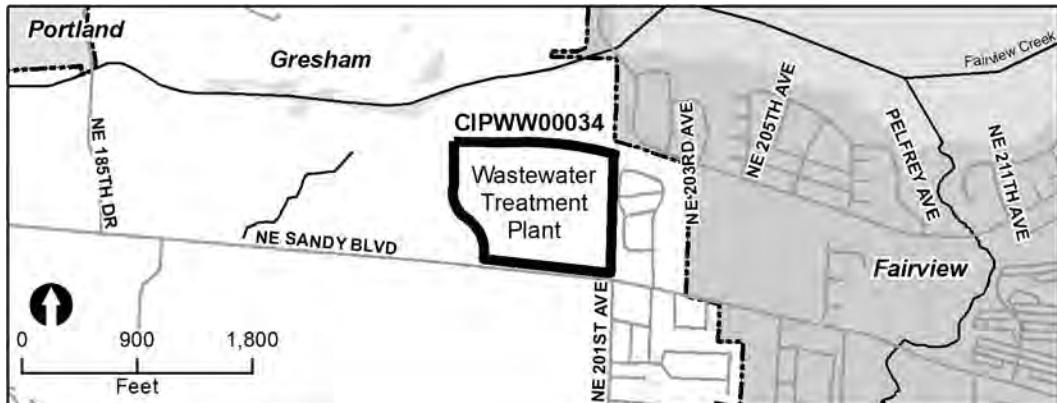 Portland
Gresham
Fairview Creek
CIPWW00034
NE 205TH AVE
NE 203RD AVE
PELFREY AVE
NE 211TH AVE
NE 185TH DR
Wastewater
Treatment
Plant
NE SANDY BLVD
Fairview
NE 201ST AVE
0 900 1,800
Feet